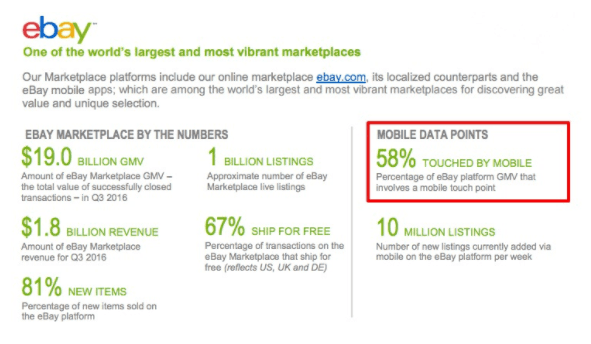 ebay™
One of the world's largest and most vibrant marketplaces
Our Marketplace platforms include our online marketplace ebay.com, its localized counterparts and the
eBay mobile apps; which are among the world's largest and most vibrant marketplaces for discovering great
value and unique selection.
EBAY MARKETPLACE BY THE NUMBERS
$19.0 BILLION GMV
Amount of eBay Marketplace GMV –
the total value of successfully closed
transactions – in Q3 2016
1 BILLION LISTINGS
Approximate number of eBay
Marketplace live listings
$1.8 BILLION REVENUE
Amount of eBay Marketplace
revenue for Q3 2016
67% SHIP FOR FREE
Percentage of transactions on the
eBay Marketplace that ship for
free (reflects US, UK and DE)
81% NEW ITEMS
Percentage of new items sold on
the eBay platform
MOBILE DATA POINTS
58% TOUCHED BY MOBILE
Percentage of eBay platform GMV that
involves a mobile touch point
10 MILLION LISTINGS
Number of new listings currently added via
mobile on the eBay platform per week